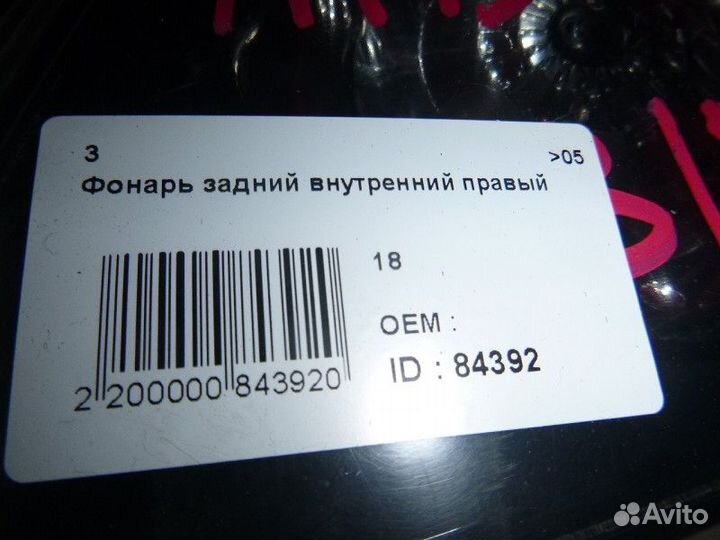 3 >05
Фонарь задний внутренний правый
18
OEM :
ID : 84392
2 200000 843920
Avito